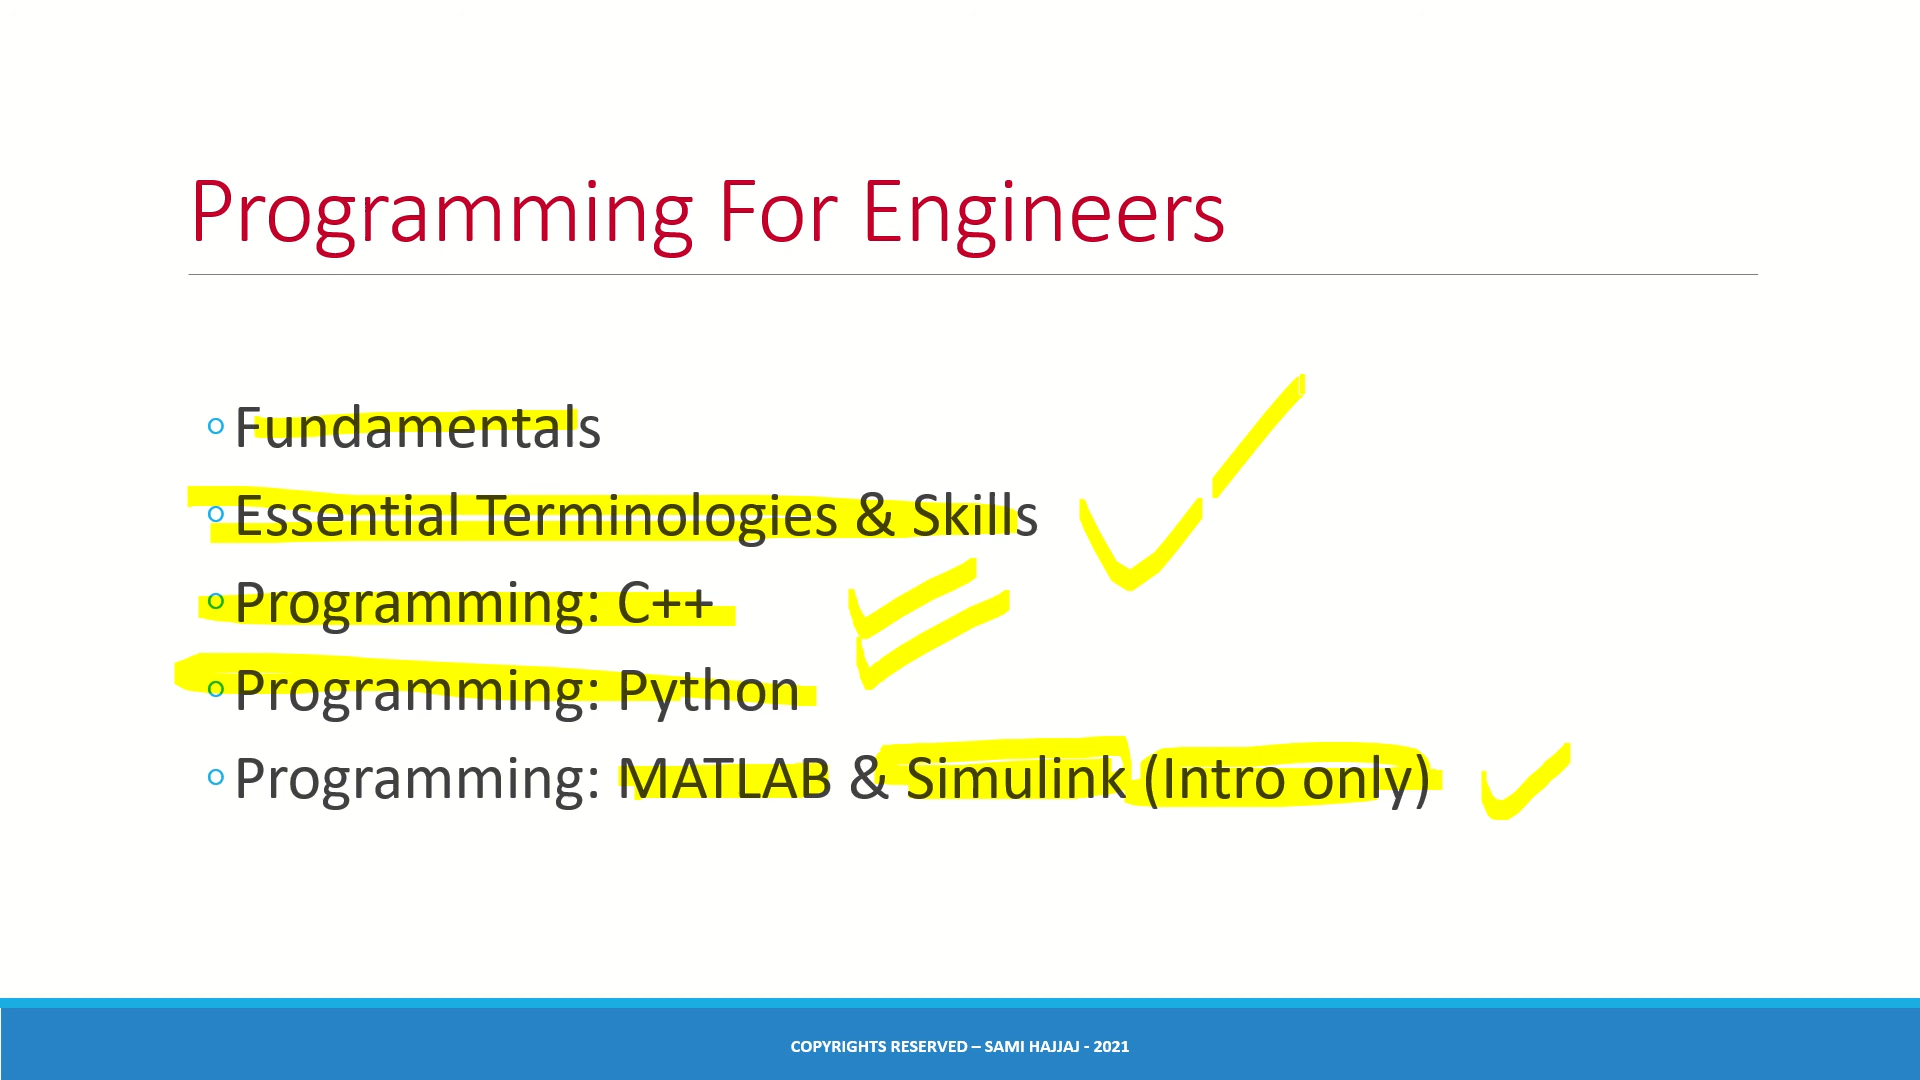 Programming For Engineers
Fundamentals
Essential Terminologies & Skills
Programming: C++
Programming: Python
Programming: MATLAB & Simulink (Intro only)
COPYRIGHTS RESERVED – SAMI HAJJAJ - 2021